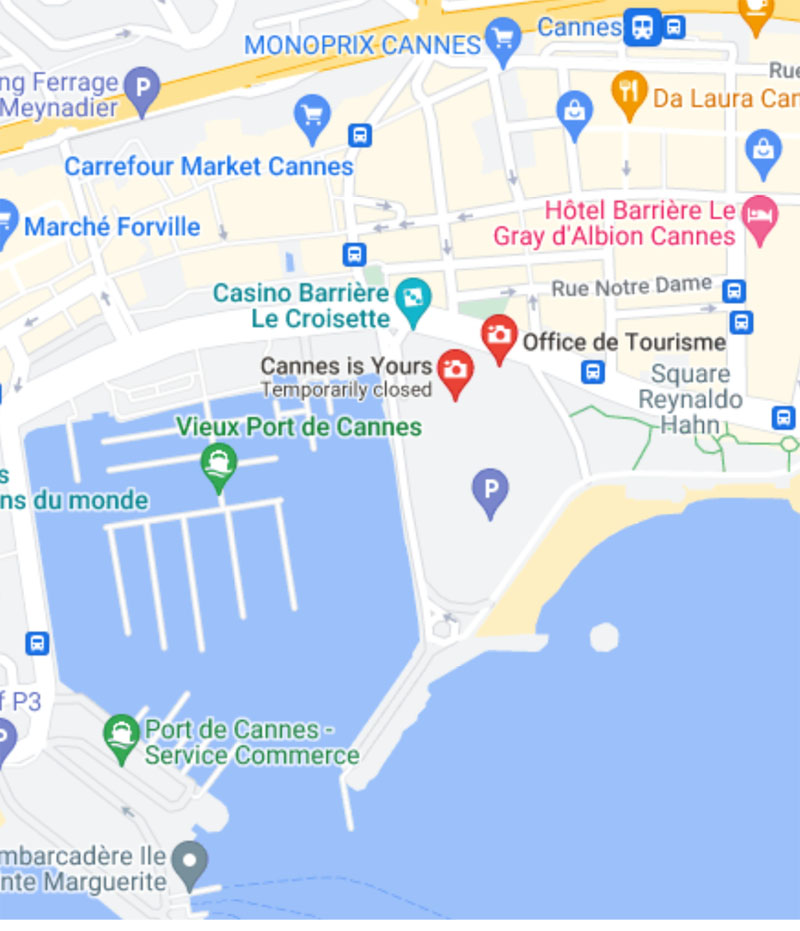 Cannes
MONOPRIX CANNES
Rue
ng Ferrage
Meynadier
P
Da Laura Can
Carrefour Market Cannes
Hôtel Barrière Le
Gray d'Albion Cannes
Marché Forville
Rue Notre Dame
Casino Barrière
Le Croisette
Office de Tourisme
Cannes is Yours
Temporarily closed
Square
Reynaldo
Hahn
Vieux Port de Cannes
s
ns du monde
P
f P3
P
Port de Cannes -
Service Commerce
mbarcadère Ile
nte Marguerite